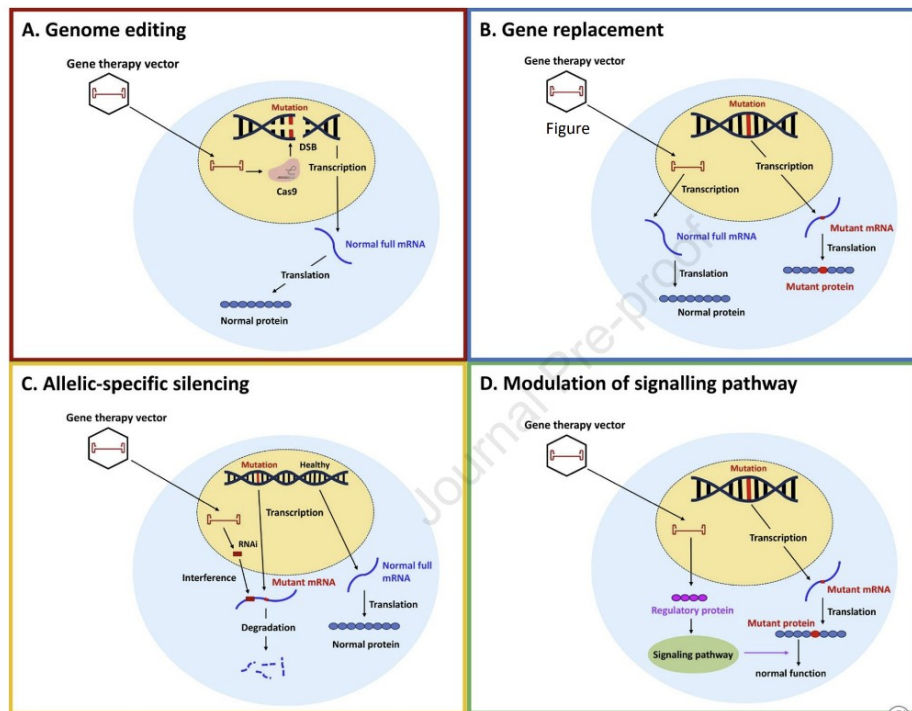 A. Genome editing
Gene therapy vector
Mutation
DSB
Cas9
Transcription
Normal full mRNA
Translation
Normal protein
B. Gene replacement
Gene therapy vector
Figure
Mutation
Transcription
Transcription
Normal full mRNA
Mutant mRNA
Translation
Translation
Mutant protein
Normal protein
C. Allelic-specific silencing
Gene therapy vector
Mutation
Healthy
Transcription
RNAi
Interference
Mutant mRNA
Normal full
mRNA
Degradation
Translation
Normal protein
D. Modulation of signalling pathway
Gene therapy vector
Mutation
Transcription
Mutant mRNA
Regulatory protein
Translation
Mutant protein
Signaling pathway
normal function
Journal Pre-proof